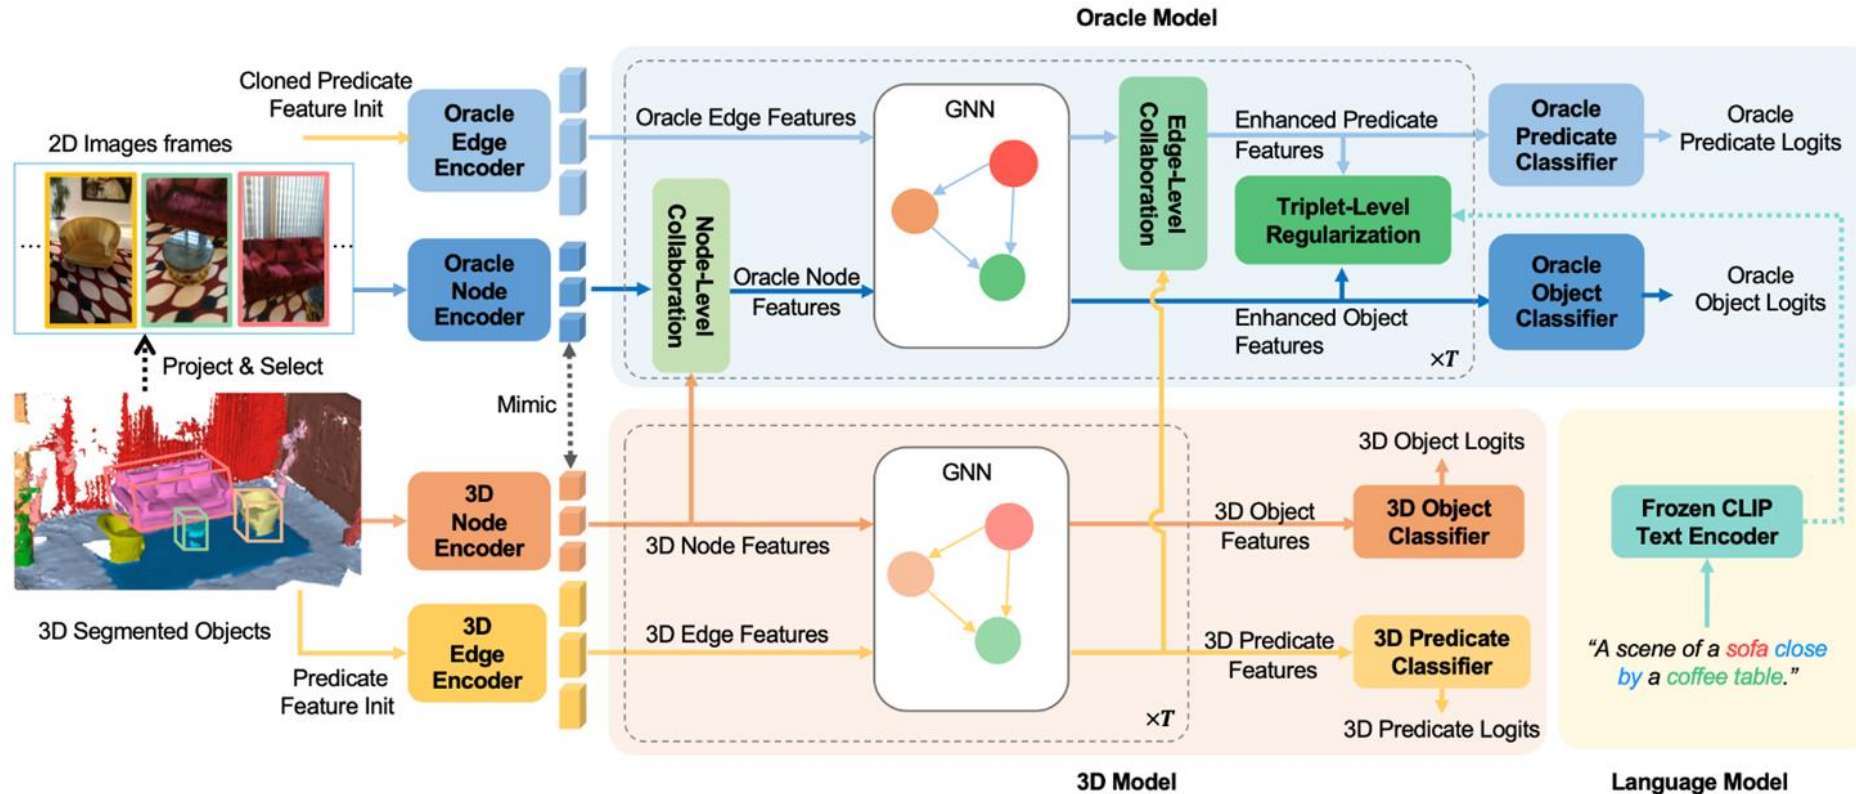 Oracle Model
Cloned Predicate
Feature Init
2D Images frames
...
...
Oracle
Edge
Encoder
Oracle
Node
Encoder
Oracle Edge Features
Node-Level
Collaboration
Oracle Node
Features
GNN
Edge-Level
Collaboration
Enhanced Predicate
Features
Triplet-Level
Regularization
Enhanced Object
Features
×T
Oracle
Predicate
Classifier
Oracle
Predicate Logits
Oracle
Object
Classifier
Oracle
Object Logits
Project & Select
Mimic
3D Segmented Objects
Predicate
Feature Init
3D
Node
Encoder
3D
Edge
Encoder
3D Node Features
3D Edge Features
GNN
×T
3D Object
Features
3D Predicate
Features
3D Object Logits
3D Object
Classifier
3D Predicate
Classifier
3D Predicate Logits
3D Model
Frozen CLIP
Text Encoder
“A scene of a sofa close
by a coffee table.”
Language Model